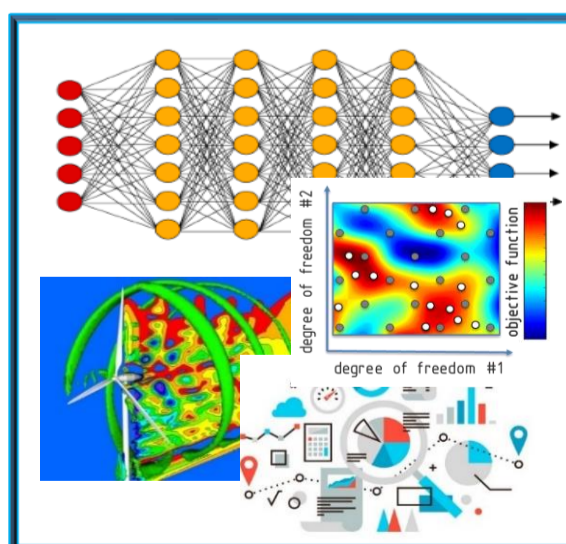 degree of freedom #2
objective function
degree of freedom #1